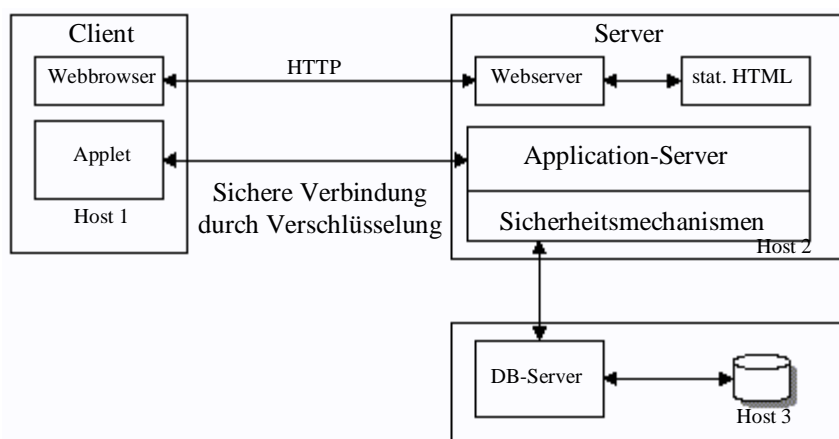 Client
Server
Webbrowser
HTTP
Webserver
stat. HTML
Applet
Application-Server
Sichere Verbindung
durch Verschlüsselung
Host 1
Sicherheitsmechanismen
Host 2
DB-Server
Host 3